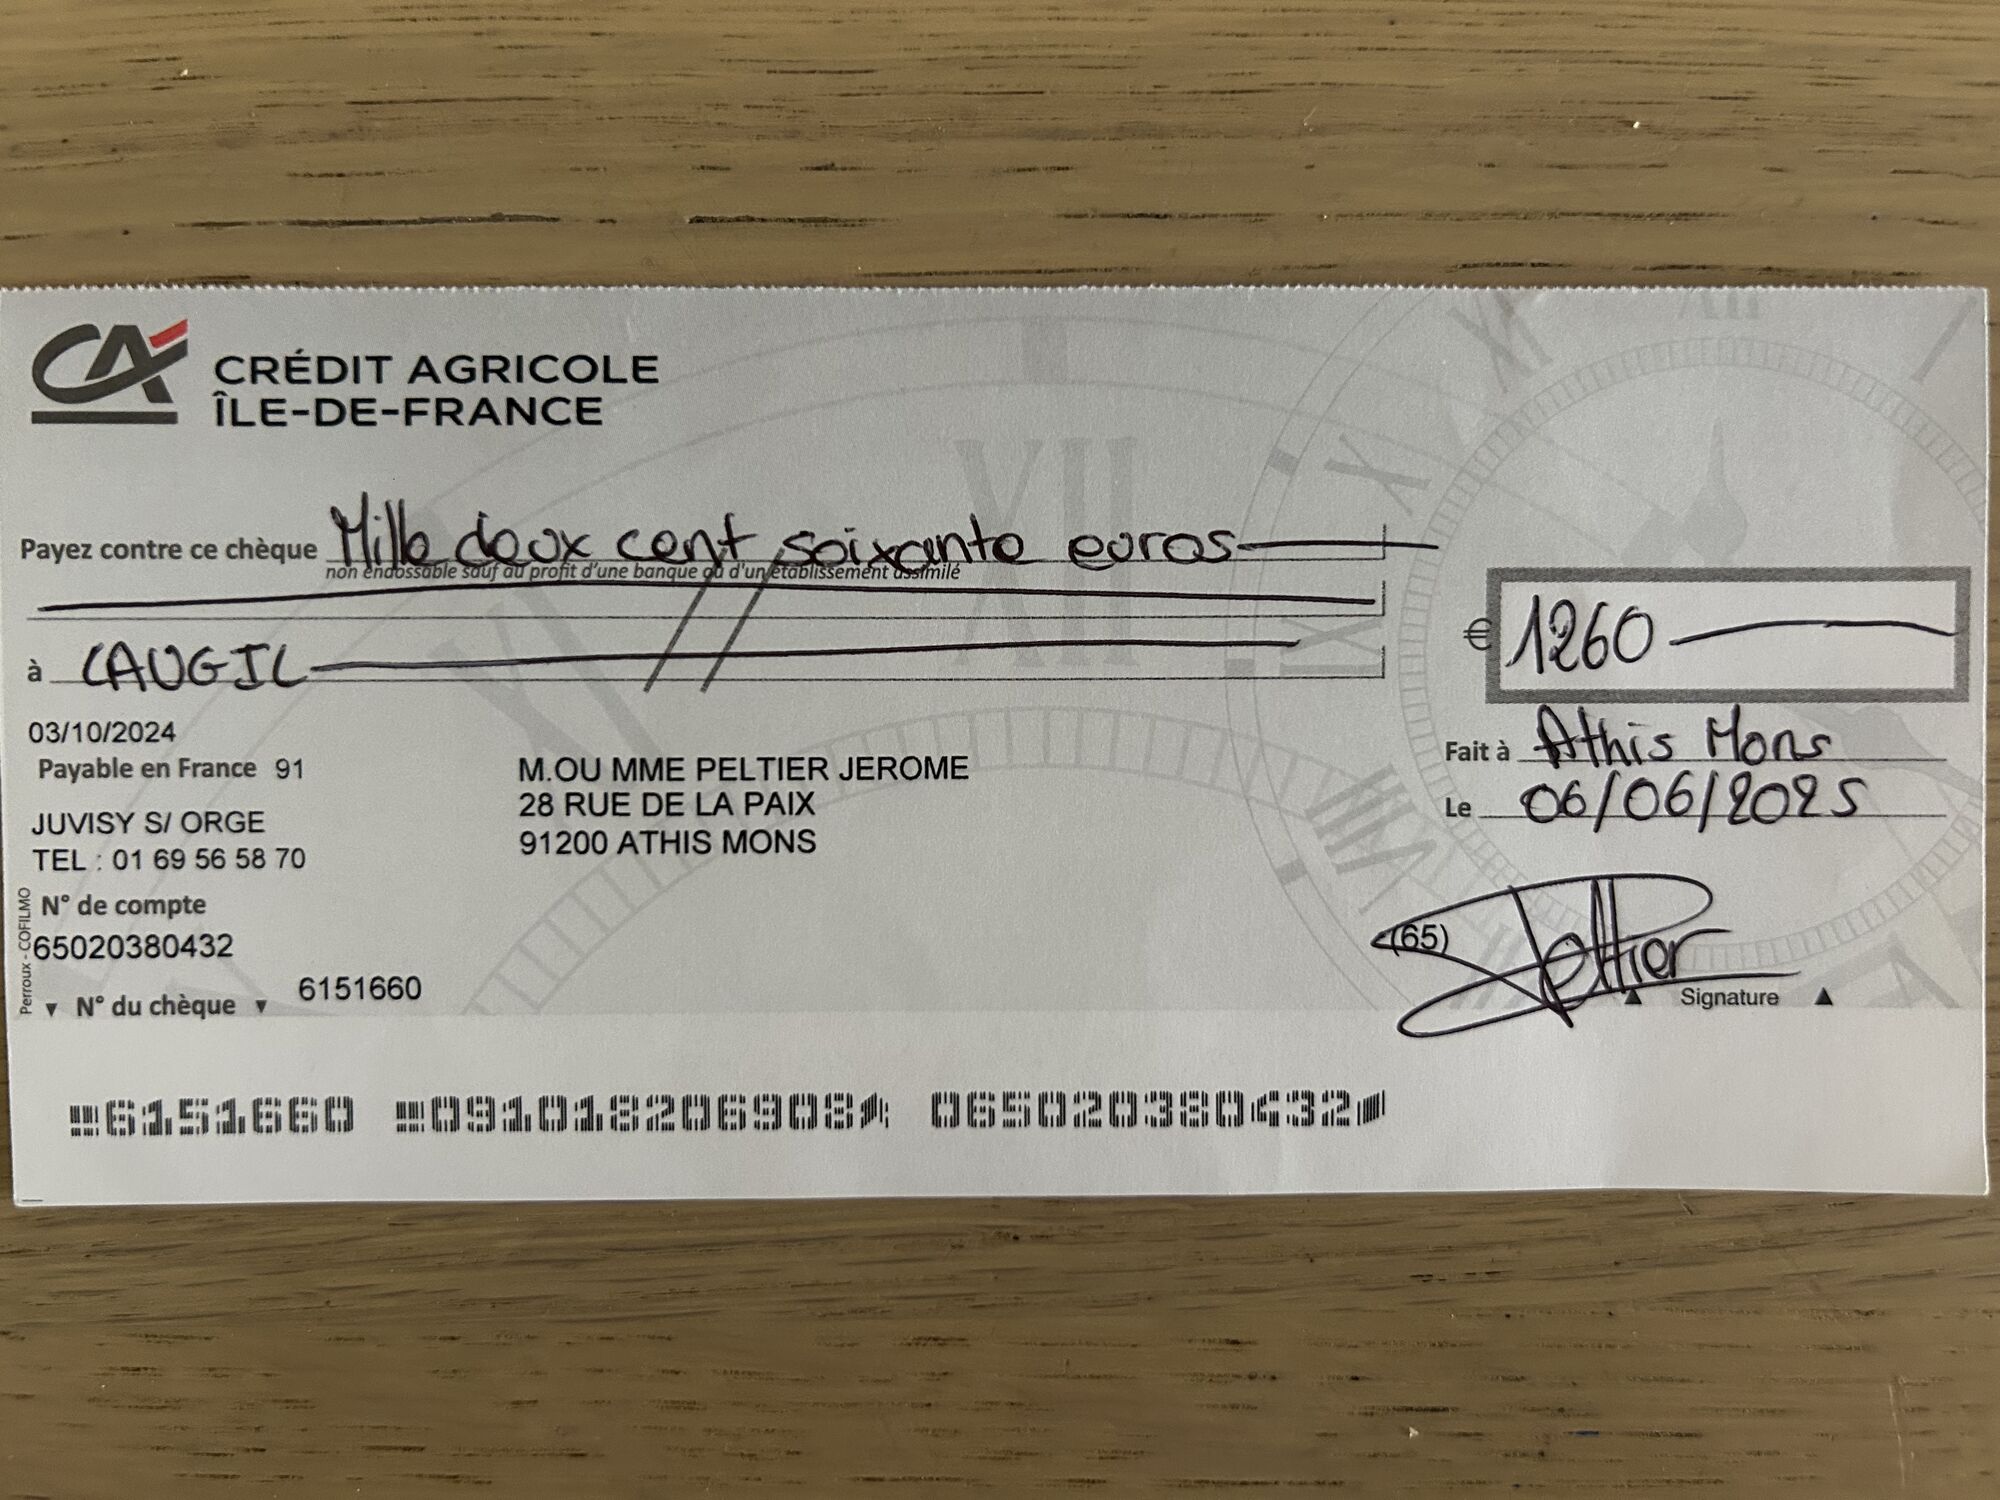 CRÉDIT AGRICOLE
ÎLE-DE-FRANCE
Payez contre ce chèque Mille deux cent soixante euros
non endossable sauf au profit d'une banque ou d'un établissement assimilé
€ 1260
à CAUGIL
03/10/2024
Payable en France 91
JUVISY S/ ORGE
TEL : 01 69 56 58 70
M.OU MME PELTIER JEROME
28 RUE DE LA PAIX
91200 ATHIS MONS
Fait à Athis Mons
Le 06/06/2025
N° de compte
65020380432
N° du chèque 6151660
Perroux - COFILMO
(65)
Peltier
Signature
6151660 091018206908 065020380432
XII
XI